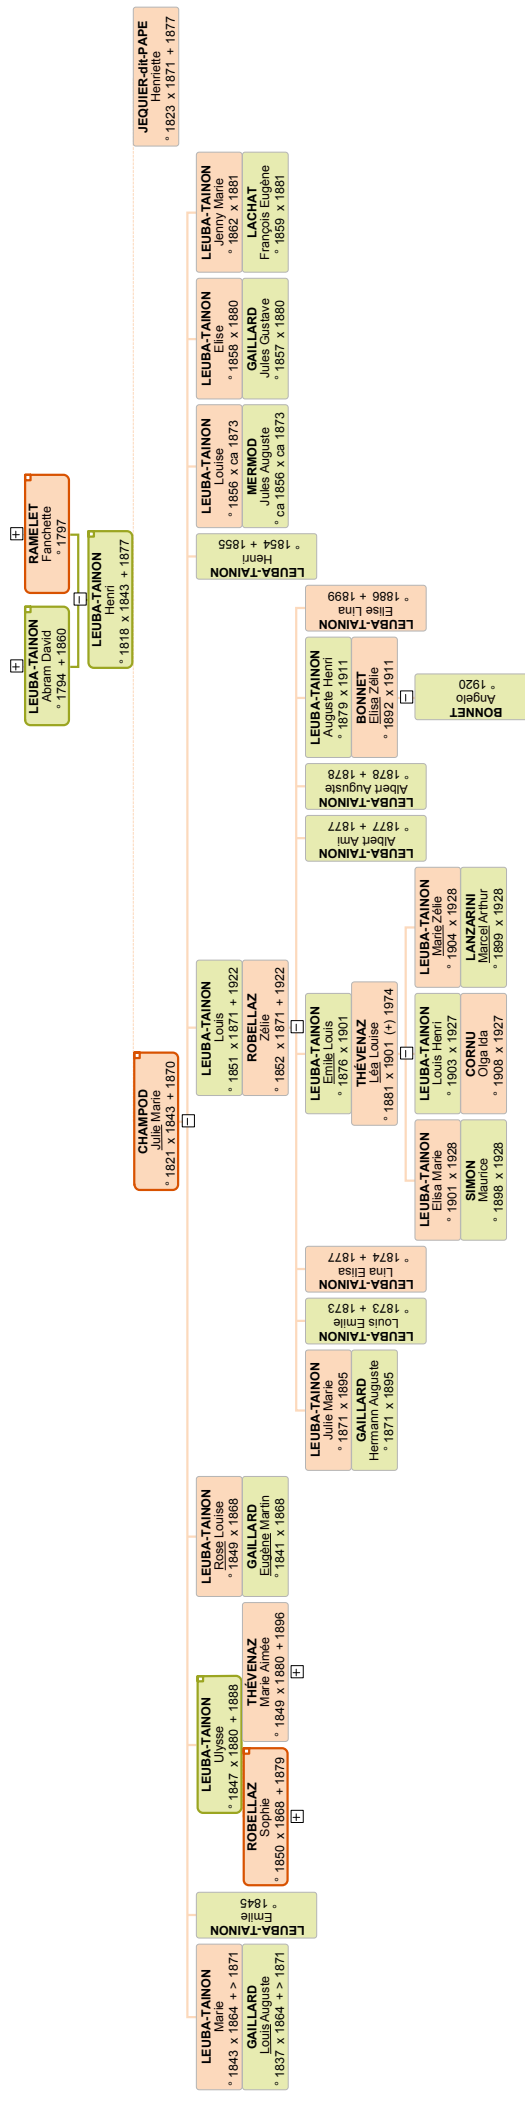 LEUBA-TAINON
Abram David
° 1794 + 1860
RAMELET
Fanchette
° 1797
LEUBA-TAINON
Henri
° 1818 x 1843 + 1877
CHAMPOD
Julie Marie
° 1821 x 1843 + 1870
JEQUIER-dit-PAPE
Henriette
° 1823 x 1871 + 1877
LEUBA-TAINON
Marie
° 1843 x 1864 + > 1871
GAILLARD
Louis Auguste
° 1837 x 1864 + > 1871
LEUBA-TAINON
Emile
° 1845
LEUBA-TAINON
Ulysse
° 1847 x 1880 + 1888
ROBELLAZ
Sophie
° 1850 x 1868 + 1879
THÉVENAZ
Marie Aimée
° 1849 x 1880 + 1896
LEUBA-TAINON
Rose Louise
° 1849 x 1868
GAILLARD
Eugène Martin
° 1841 x 1868
LEUBA-TAINON
Louis
° 1851 x 1871 + 1922
ROBELLAZ
Zélie
° 1852 x 1871 + 1922
LEUBA-TAINON
Henri
° 1854 + 1855
LEUBA-TAINON
Louise
° 1856 x ca 1873
MERMOD
Jules Auguste
° ca 1856 x ca 1873
LEUBA-TAINON
Elise
° 1858 x 1880
GAILLARD
Jules Gustave
° 1857 x 1880
LEUBA-TAINON
Jenny Marie
° 1862 x 1881
LACHAT
François Eugène
° 1859 x 1881
LEUBA-TAINON
Julie Marie
° 1871 x 1895
GAILLARD
Hermann Auguste
° 1871 x 1895
LEUBA-TAINON
Louis Emile
° 1873 + 1873
LEUBA-TAINON
Lina Elisa
° 1874 + 1877
LEUBA-TAINON
Emile Louis
° 1876 x 1901
THÉVENAZ
Léa Louise
° 1881 x 1901 (+) 1974
LEUBA-TAINON
Albert Ami
° 1877 + 1877
LEUBA-TAINON
Albert Auguste
° 1878 + 1878
LEUBA-TAINON
Auguste Henri
° 1879 x 1911
BONNET
Elisa Zélie
° 1892 x 1911
LEUBA-TAINON
Elise Lina
° 1886 + 1899
LEUBA-TAINON
Elisa Marie
° 1901 x 1928
SIMON
Maurice
° 1898 x 1928
LEUBA-TAINON
Louis Henri
° 1903 x 1927
CORNU
Olga Ida
° 1908 x 1927
LEUBA-TAINON
Marie Zélie
° 1904 x 1928
LANZARINI
Marcel Arthur
° 1899 x 1928
BONNET
Angelo
° 1920